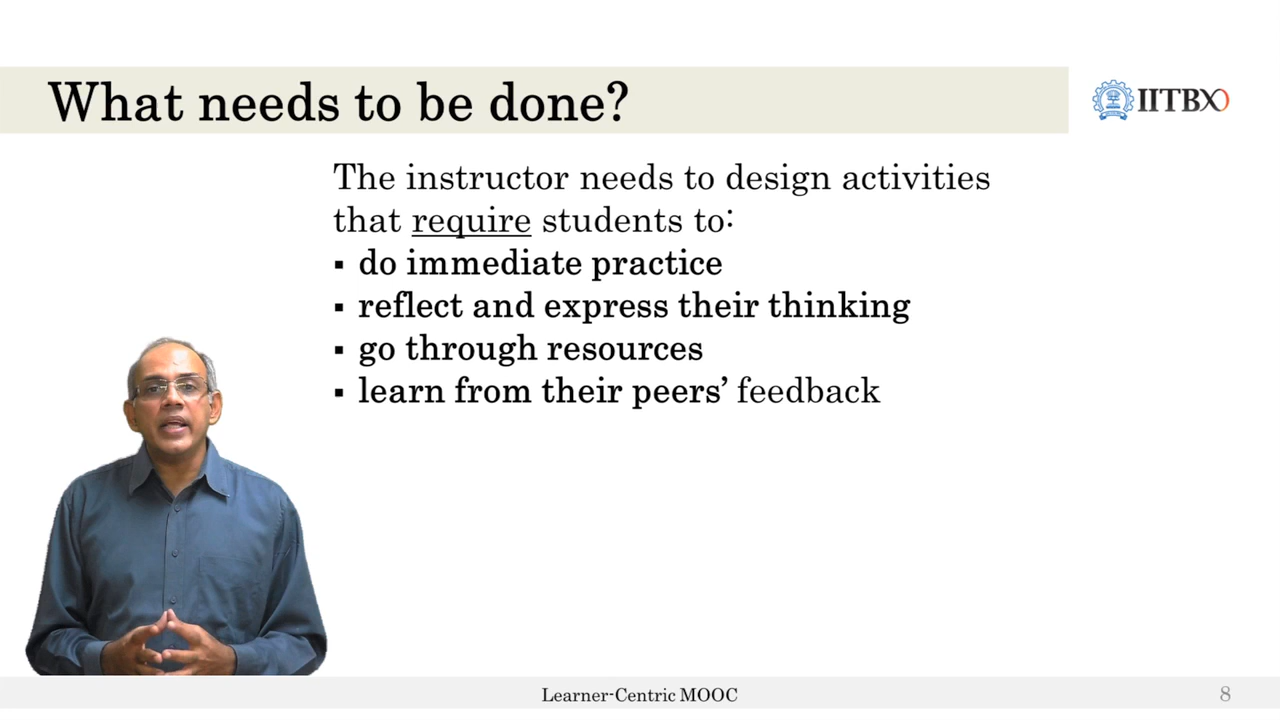 What needs to be done?
IITBX
The instructor needs to design activities
that require students to:
▪ do immediate practice
▪ reflect and express their thinking
▪ go through resources
▪ learn from their peers’ feedback
Learner-Centric MOOC
8